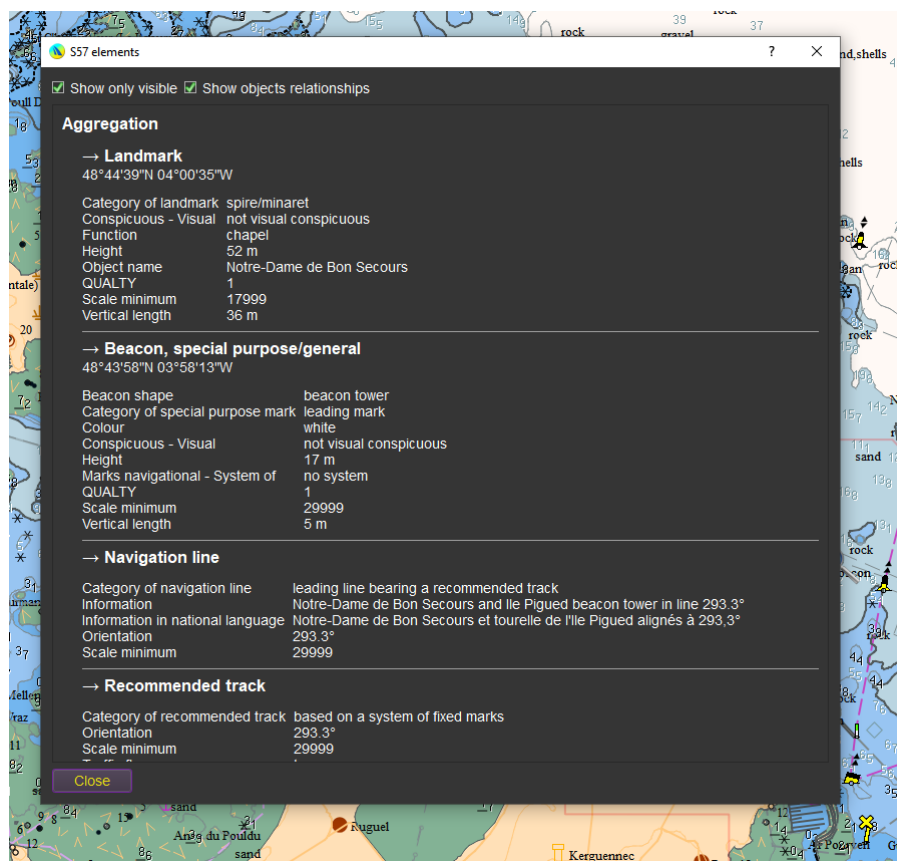 rock
39
37
rock
gravel
S57 elements
? ×
nd,shells
Show only visible Show objects relationships
Aggregation
→ Landmark
48°44'39"N 04°00'35"W
Category of landmark spire/minaret
Conspicuous - Visual not visual conspicuous
Function chapel
Height 52 m
Object name Notre-Dame de Bon Secours
QUALTY 1
Scale minimum 17999
Vertical length 36 m
→ Beacon, special purpose/general
48°43'58"N 03°58'13"W
Beacon shape beacon tower
Category of special purpose mark leading mark
Colour white
Conspicuous - Visual not visual conspicuous
Height 17 m
Marks navigational - System of no system
QUALTY 1
Scale minimum 29999
Vertical length 5 m
→ Navigation line
Category of navigation line leading line bearing a recommended track
Information Notre-Dame de Bon Secours and Ile Pigued beacon tower in line 293.3°
Information in national language Notre-Dame de Bon Secours et tourelle de l'Ile Pigued alignés à 293,3°
Orientation 293.3°
Scale minimum 29999
→ Recommended track
Category of recommended track based on a system of fixed marks
Orientation 293.3°
Scale minimum 29999
Close
rock
sand
rock
sand
Ruguel
An
du Pouldu
sand
Kerguennec